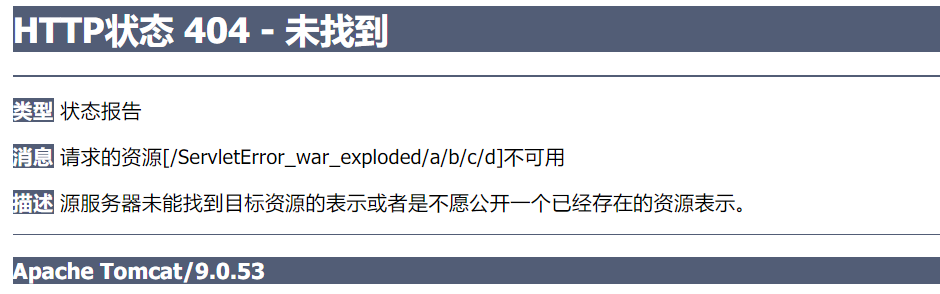 HTTP状态 404 - 未找到
类型 状态报告
消息 请求的资源[/ServletError_war_exploded/a/b/c/d]不可用
描述 源服务器未能找到目标资源的表示或者是不愿公开一个已经存在的资源表示。
Apache Tomcat/9.0.53